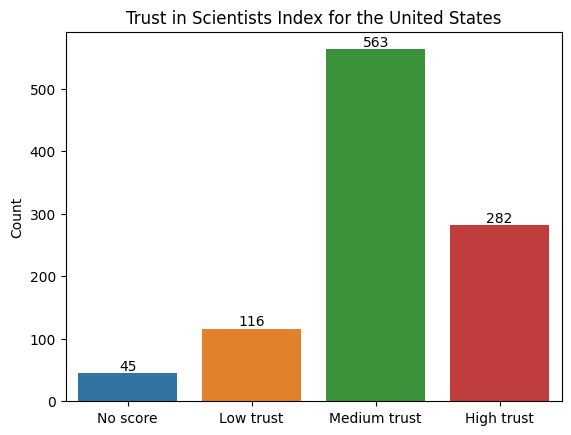 Trust in Scientists Index for the United States
563
500
400
300
282
200
116
100
45
0
Count
No score
Low trust
Medium trust
High trust